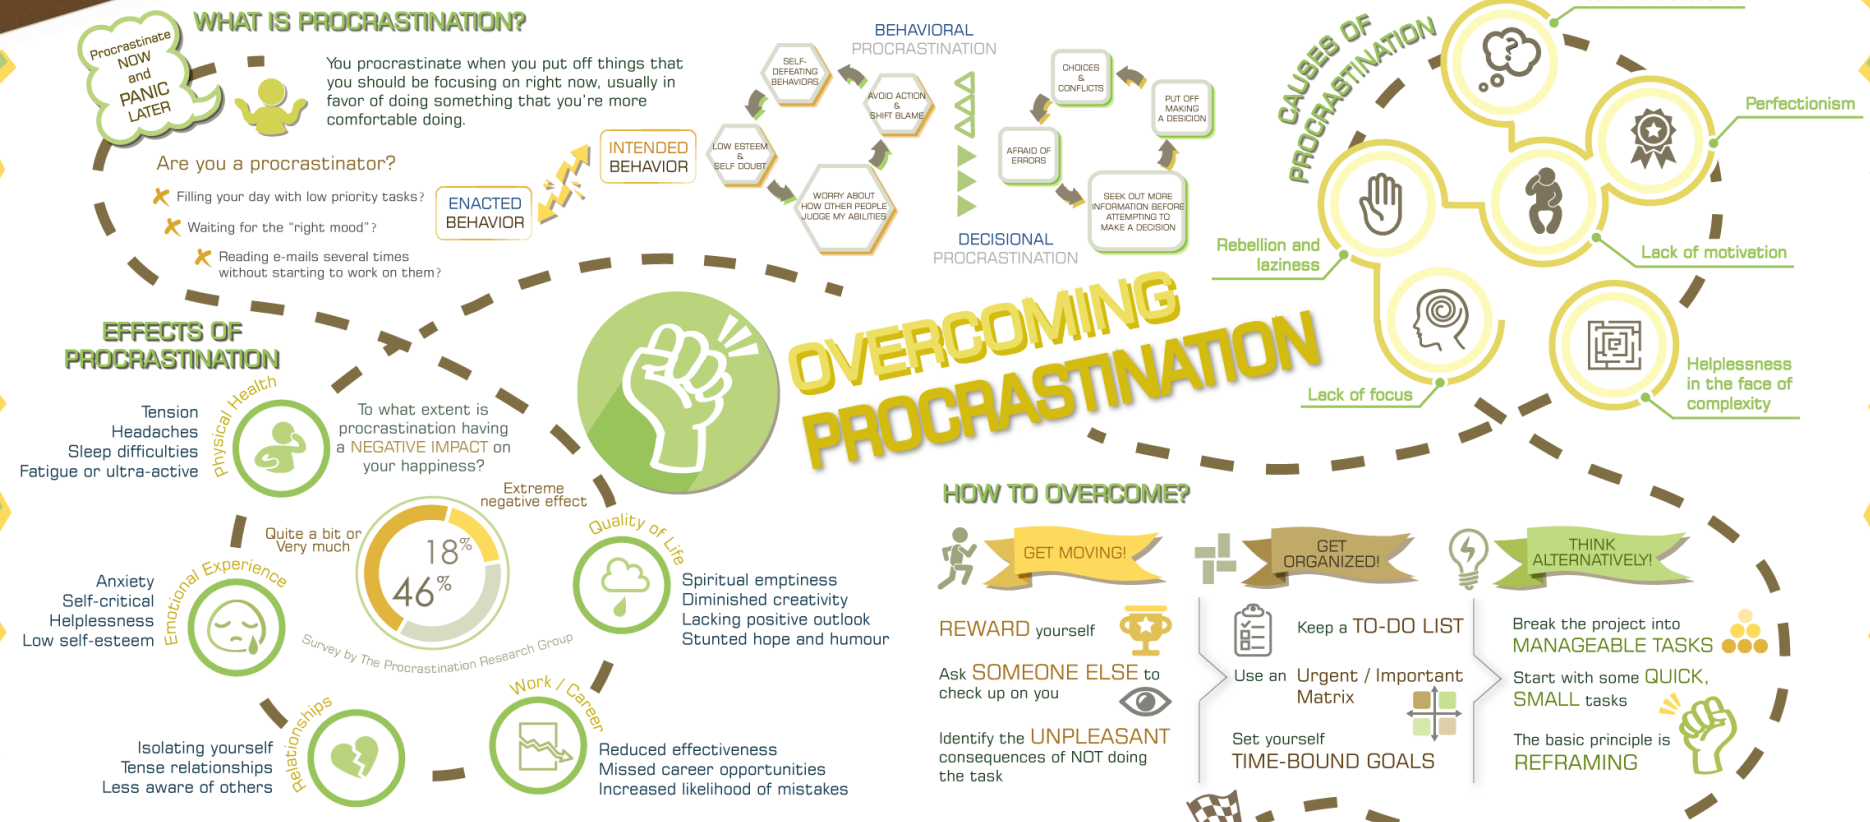 WHAT IS PROCRASTINATION?
Procrastinate
NOW
and
PANIC
LATER
You procrastinate when you put off things that
you should be focusing on right now, usually in
favor of doing something that you're more
comfortable doing.
Are you a procrastinator?
Filling your day with low priority tasks?
Waiting for the "right mood"?
Reading e-mails several times
without starting to work on them?
ENACTED
BEHAVIOR
INTENDED
BEHAVIOR
BEHAVIORAL
PROCRASTINATION
SELF-
DEFEATING
BEHAVIORS
AVOID ACTION
&
SHIFT BLAME
LOW ESTEEM
&
SELF DOUBT
WORRY ABOUT
HOW OTHER PEOPLE
JUDGE MY ABILITIES
DECISIONAL
PROCRASTINATION
CHOICES
&
CONFLICTS
PUT OFF
MAKING
A DESICION
AFRAID OF
ERRORS
SEEK OUT MORE
INFORMATION BEFORE
ATTEMPTING TO
MAKE A DECISION
CAUSES OF
PROCRASTINATION
Perfectionism
Lack of motivation
Rebellion and
laziness
Lack of focus
Helplessness
in the face of
complexity
OVERCOMING
PROCRASTINATION
EFFECTS OF
PROCRASTINATION
Physical Health
Tension
Headaches
Sleep difficulties
Fatigue or ultra-active
To what extent is
procrastination having
a NEGATIVE IMPACT on
your happiness?
Extreme
negative effect
Quite a bit or
Very much
18%
46%
Survey by The Procrastination Research Group
Emotional Experience
Anxiety
Self-critical
Helplessness
Low self-esteem
Quality of Life
Spiritual emptiness
Diminished creativity
Lacking positive outlook
Stunted hope and humour
Relationships
Isolating yourself
Tense relationships
Less aware of others
Work / Career
Reduced effectiveness
Missed career opportunities
Increased likelihood of mistakes
HOW TO OVERCOME?
GET MOVING!
REWARD yourself
Ask SOMEONE ELSE to
check up on you
Identify the UNPLEASANT
consequences of NOT doing
the task
GET
ORGANIZED!
Keep a TO-DO LIST
Use an Urgent / Important
Matrix
Set yourself
TIME-BOUND GOALS
THINK
ALTERNATIVELY!
Break the project into
MANAGEABLE TASKS
Start with some QUICK,
SMALL tasks
The basic principle is
REFRAMING